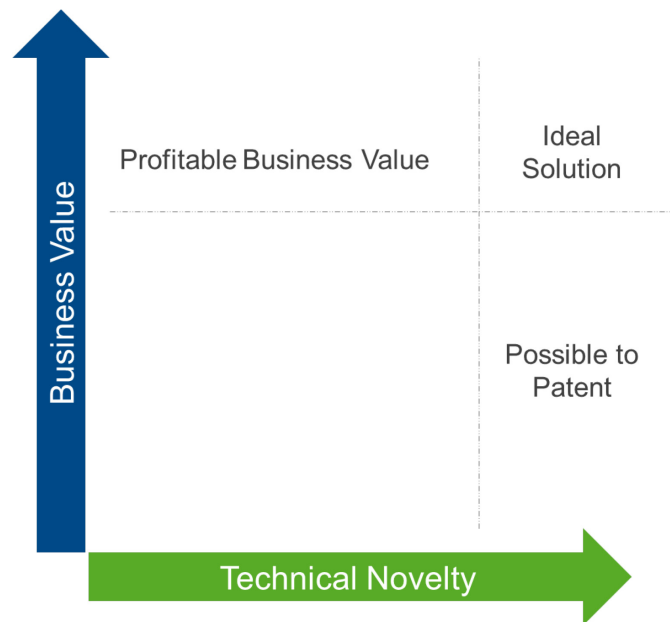 Profitable Business Value
Ideal
Solution
Business Value
Possible to
Patent
Technical Novelty